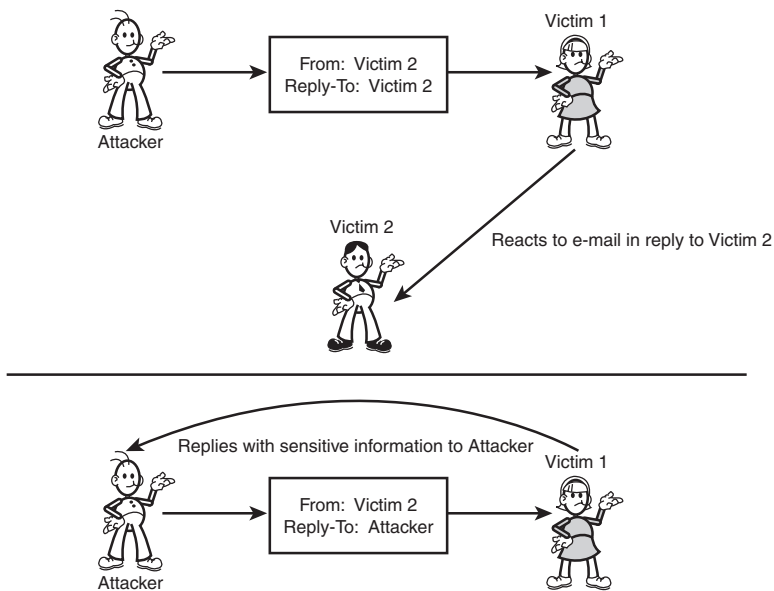 Victim 1
From: Victim 2
Reply-To: Victim 2
Attacker
Victim 2
Reacts to e-mail in reply to Victim 2
Replies with sensitive information to Attacker
Victim 1
From: Victim 2
Reply-To: Attacker
Attacker